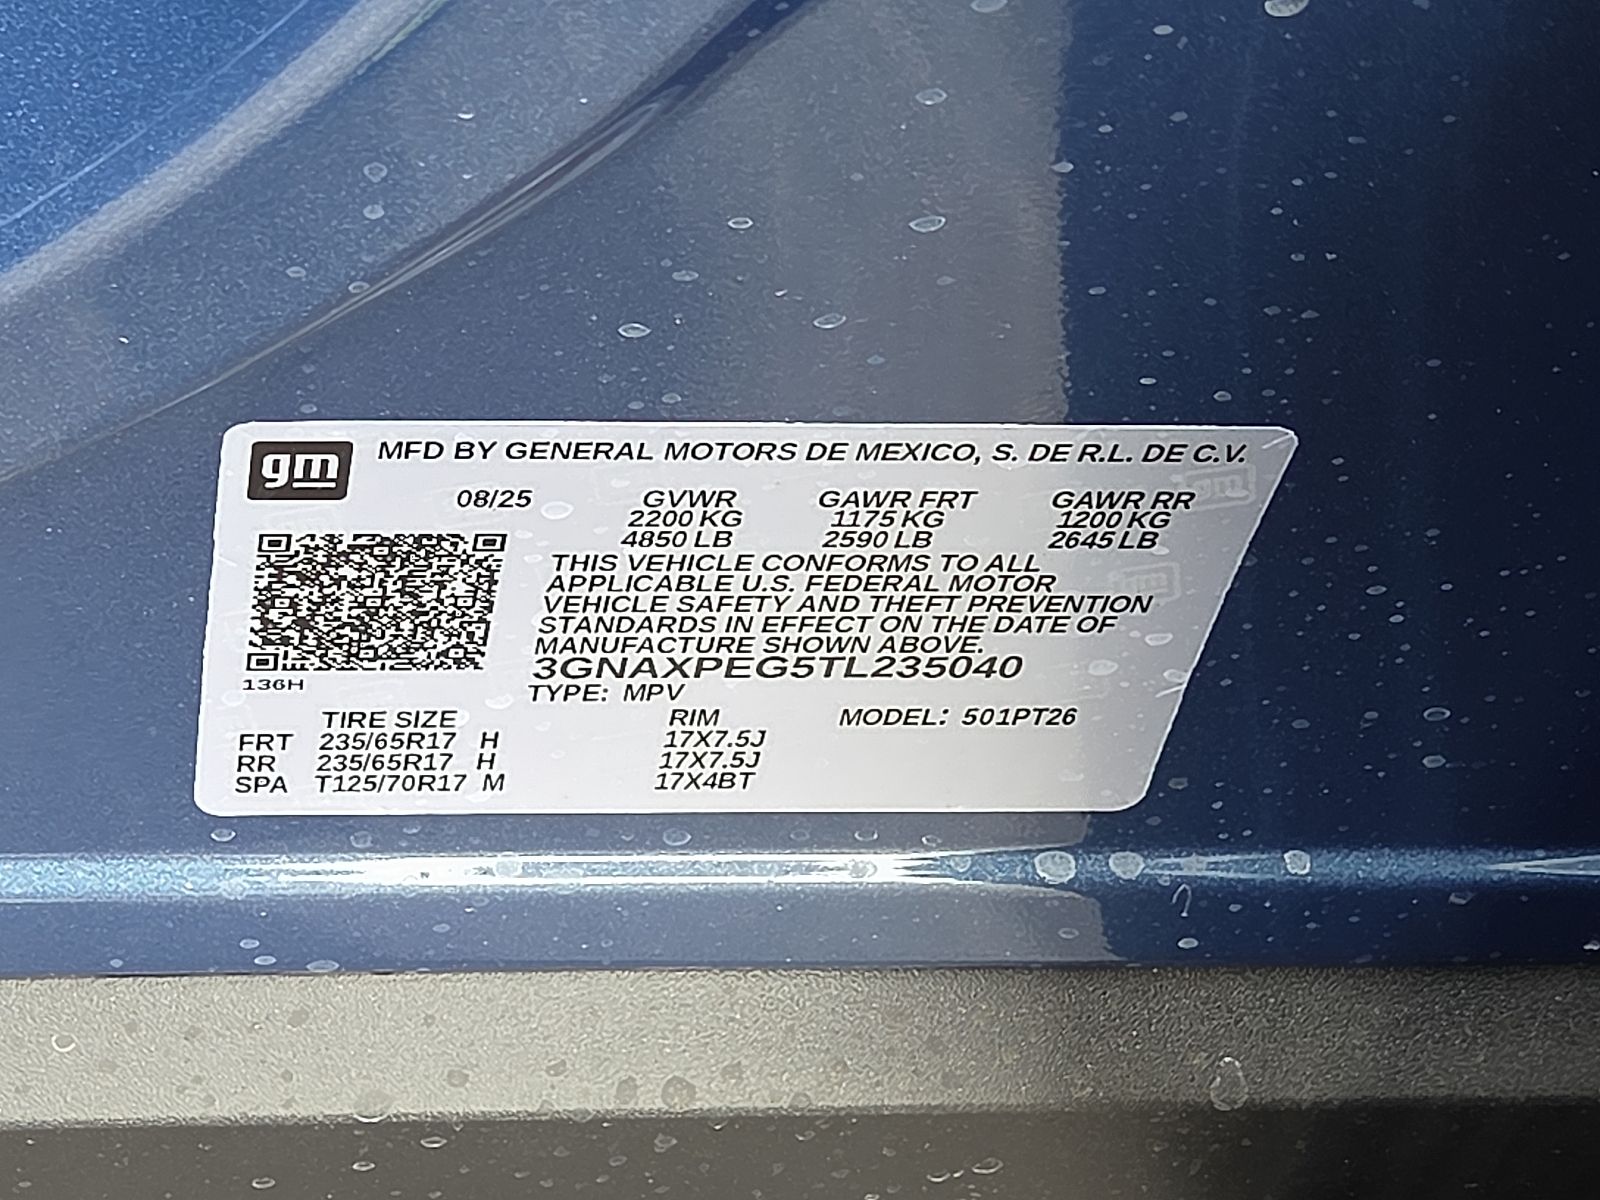 gm MFD BY GENERAL MOTORS DE MEXICO, S. DE R.L. DE C.V.
08/25 GVWR GAWR FRT GAWR RR
2200 KG 1175 KG 1200 KG
4850 LB 2590 LB 2645 LB
THIS VEHICLE CONFORMS TO ALL
APPLICABLE U.S. FEDERAL MOTOR
VEHICLE SAFETY AND THEFT PREVENTION
STANDARDS IN EFFECT ON THE DATE OF
MANUFACTURE SHOWN ABOVE.
3GNAXPEG5TL235040
136H
TYPE: MPV
TIRE SIZE RIM MODEL: 501PT26
FRT 235/65R17 H 17X7.5J
RR 235/65R17 H 17X7.5J
SPA T125/70R17 M 17X4BT